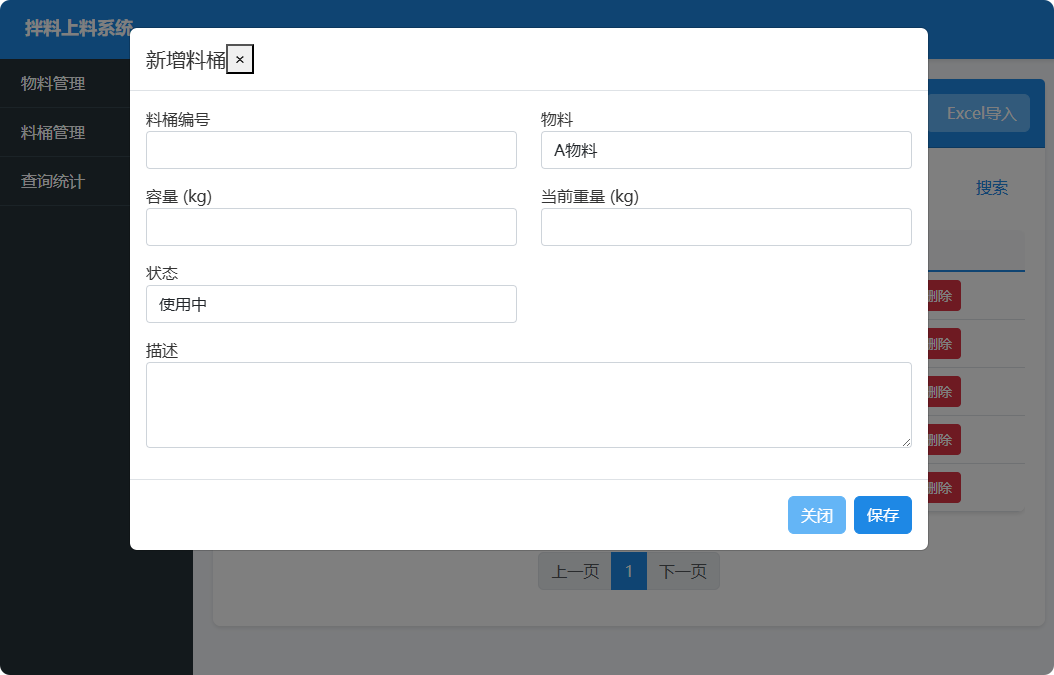 拌料上料系统
新增料桶 ×
物料管理
料桶管理
查询统计
Excel导入
搜索
料桶编号
物料
A物料
容量 (kg)
当前重量 (kg)
状态
使用中
描述
删除
删除
删除
删除
删除
关闭
保存
上一页 1 下一页